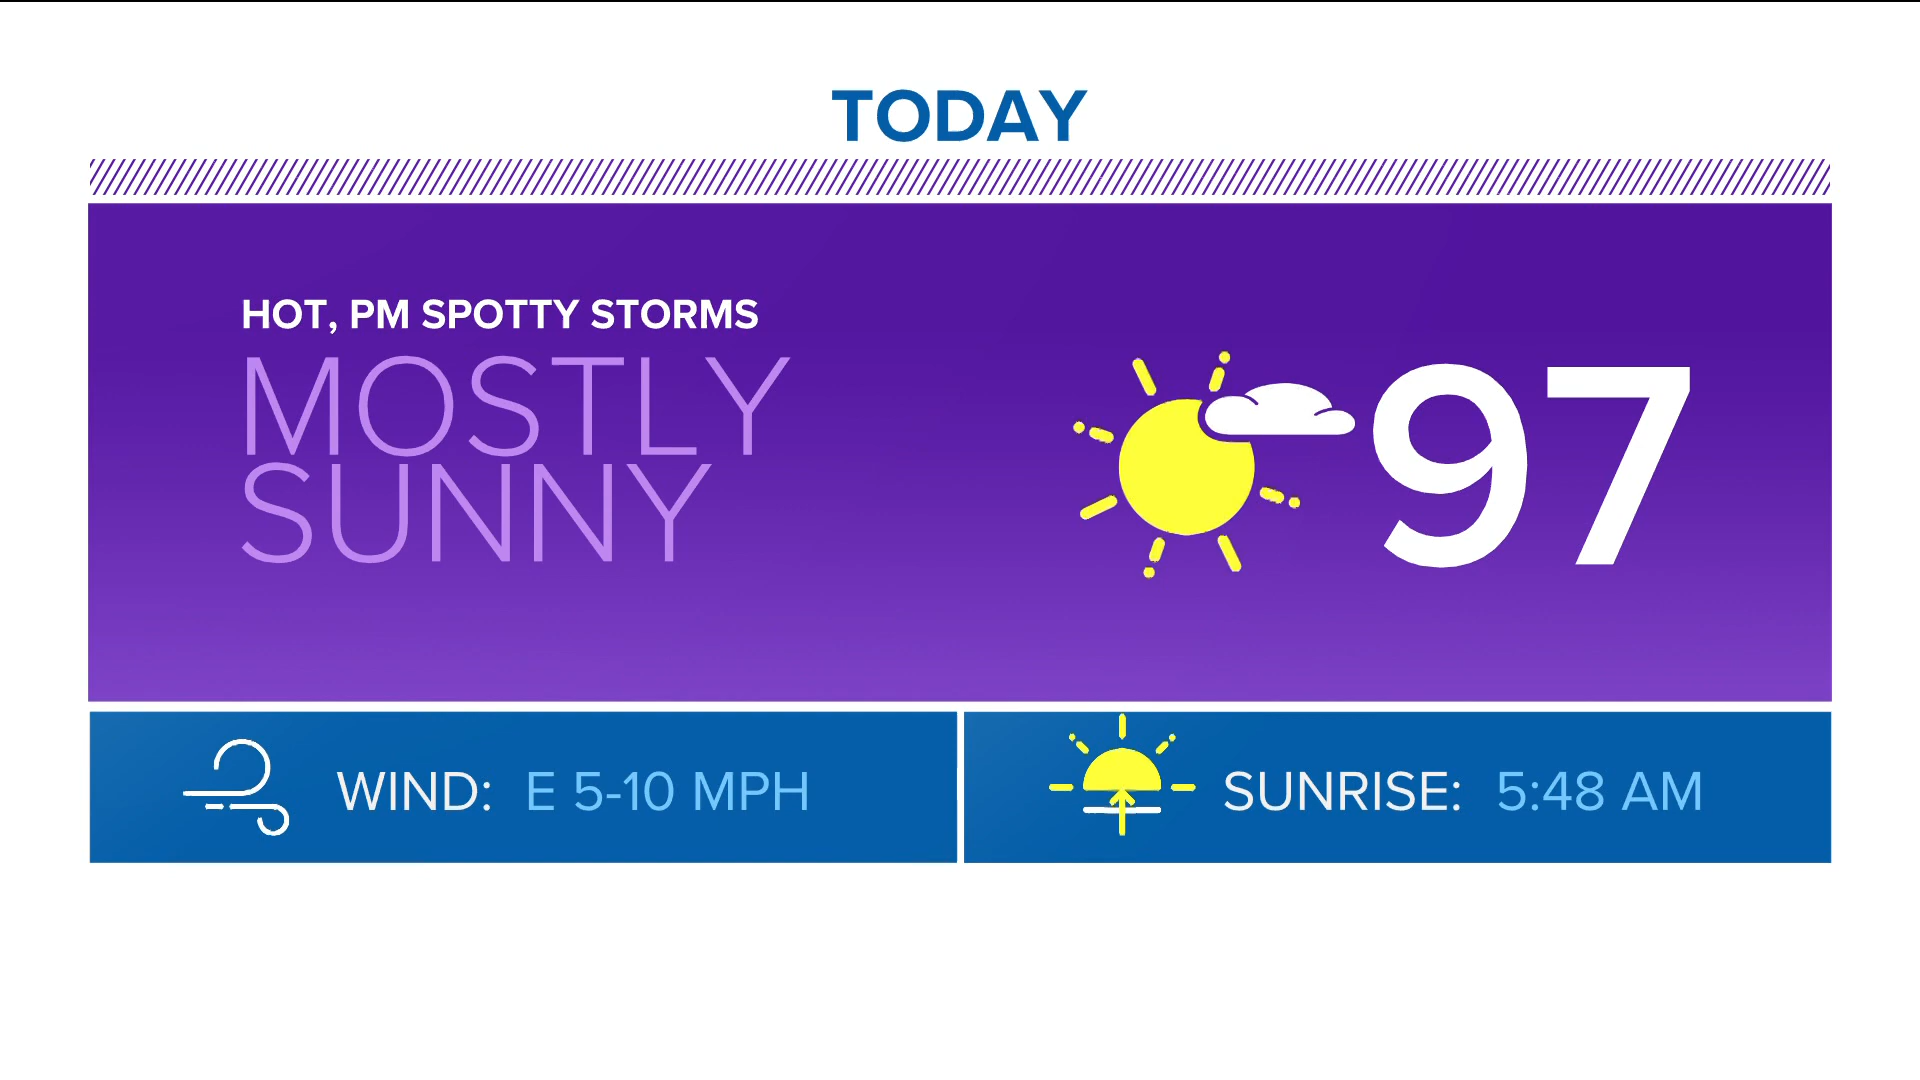 TODAY
HOT, PM SPOTTY STORMS
MOSTLY
SUNNY
97
WIND: E 5-10 MPH
SUNRISE: 5:48 AM